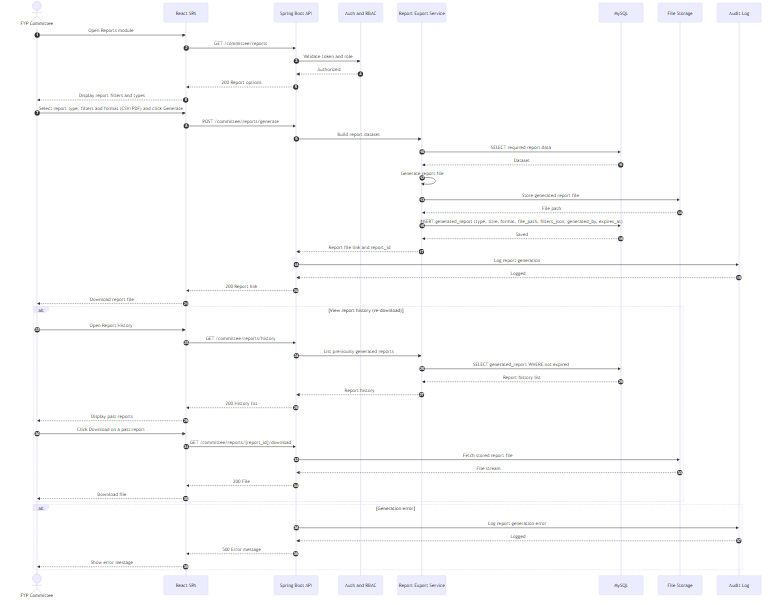 FYP Committee
React SPA
Spring Boot API
Auth and RBAC
Report Export Service
MySQL
File Storage
Audit Log
Open Reports module
GET /committee/reports
Validate token and role
Authorized
200 Report options
Display report filters and types
Select report type, filters and format (CSV/PDF) and click Generate
POST /committee/reports/generate
Build report dataset
SELECT required report data
Dataset
Generate report file
Store generated report file
File path
INSERT generated_report (type, title, format, file_path, filters_json, generated_by, expires_at)
Saved
Report file link and report_id
Log report generation
Logged
200 Report link
Download report file
alt
[View report history (re-download)]
Open Report History
GET /committee/reports/history
List previously generated reports
SELECT generated_report WHERE not expired
Report history list
Report history
200 History list
Display past reports
Click Download on a past report
GET /committee/reports/{report_id}/download
Fetch stored report file
File stream
200 File
Download file
alt
[Generation error]
Log report generation error
Logged
500 Error message
Show error message
React SPA
Spring Boot API
Auth and RBAC
Report Export Service
MySQL
File Storage
Audit Log
FYP Committee